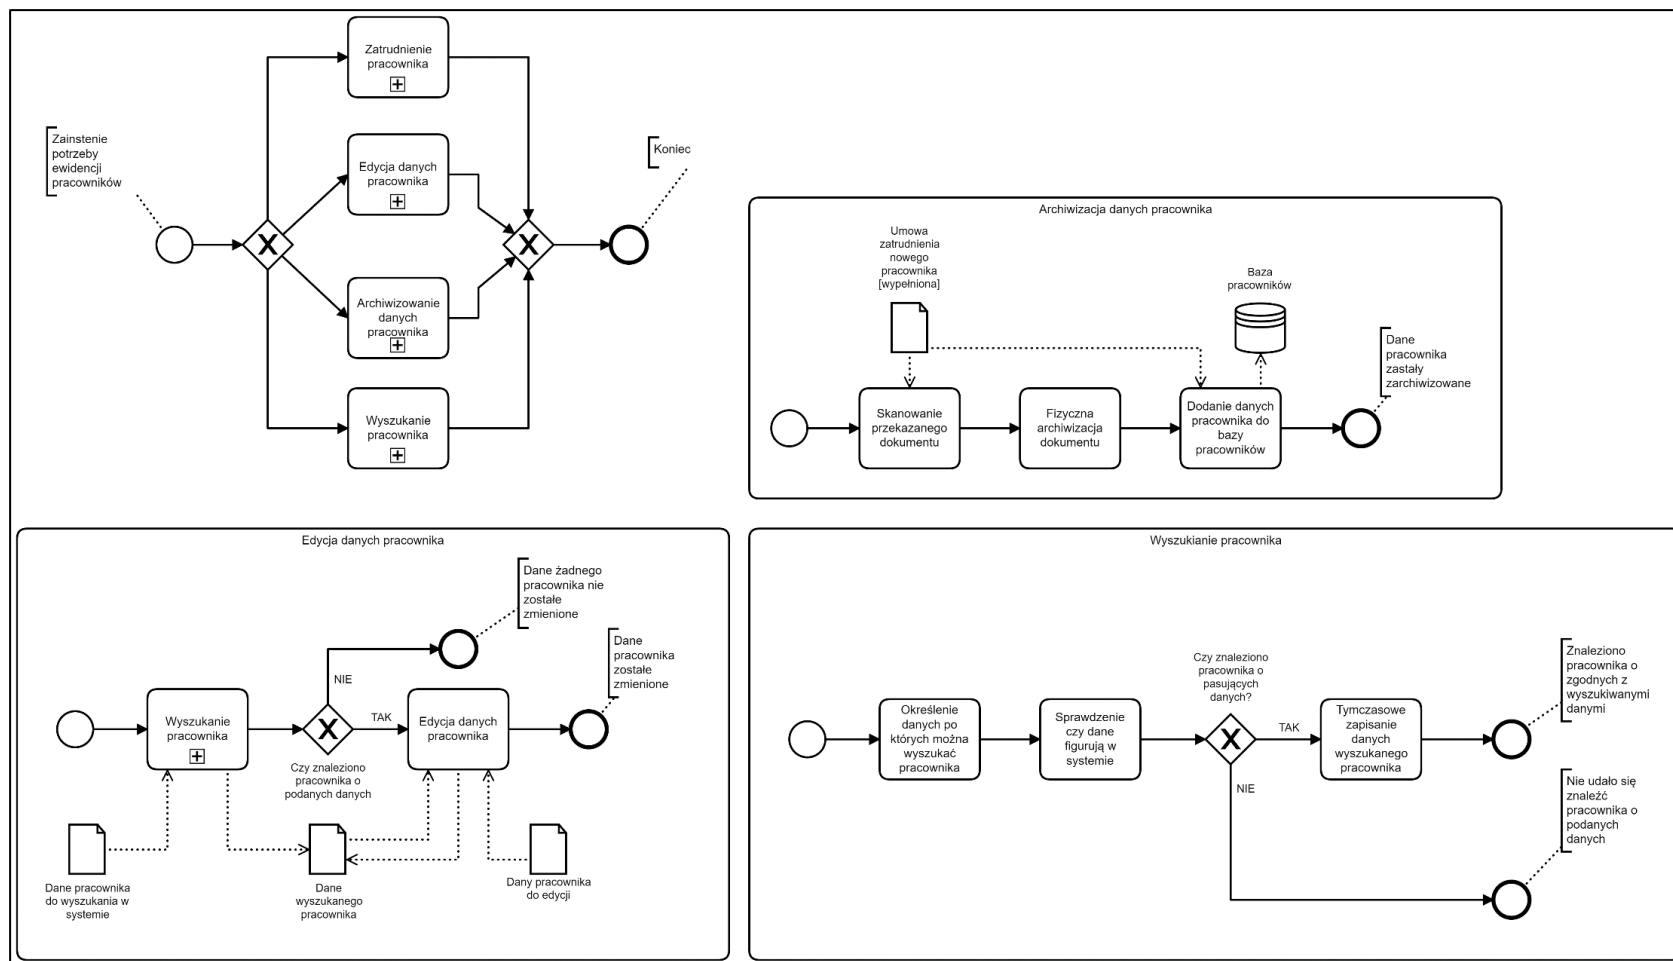 Zatrudnienie
pracownika
Zainstenie
potrzeby
ewidencji
pracowników
Edycja danych
pracownika
Koniec
X
X
Archiwizowanie
danych
pracownika
Wyszukanie
pracownika
Archiwizacja danych pracownika
Umowa
zatrudnienia
nowego
pracownika
[wypełniona]
Baza
pracowników
Dane
pracownika
zastały
zarchiwizowane
Skanowanie
przekazanego
dokumentu
Fizyczna
archiwizacja
dokumentu
Dodanie danych
pracownika do
bazy
pracowników
Edycja danych pracownika
Dane żadnego
pracownika nie
zostałe
zmienione
Dane
pracownika
zostałe
zmienione
NIE
Wyszukanie
pracownika
X
TAK
Edycja danych
pracownika
Czy znaleziono
pracownika o
podanych danych
Dane pracownika
do wyszukania w
systemie
Dane
wyszukanego
pracownika
Dany pracownika
do edycji
Wyszukianie pracownika
Czy znaleziono
pracownika o
pasujących
danych?
Znaleziono
pracownika o
zgodnych z
wyszukiwanymi
danymi
Określenie
danych po
których można
wyszukać
pracownika
Sprawdzenie
czy dane
figurują w
systemie
X
TAK
Tymczasowe
zapisanie
danych
wyszukanego
pracownika
NIE
Nie udało się
znaleźć
pracownika o
podanych
danych